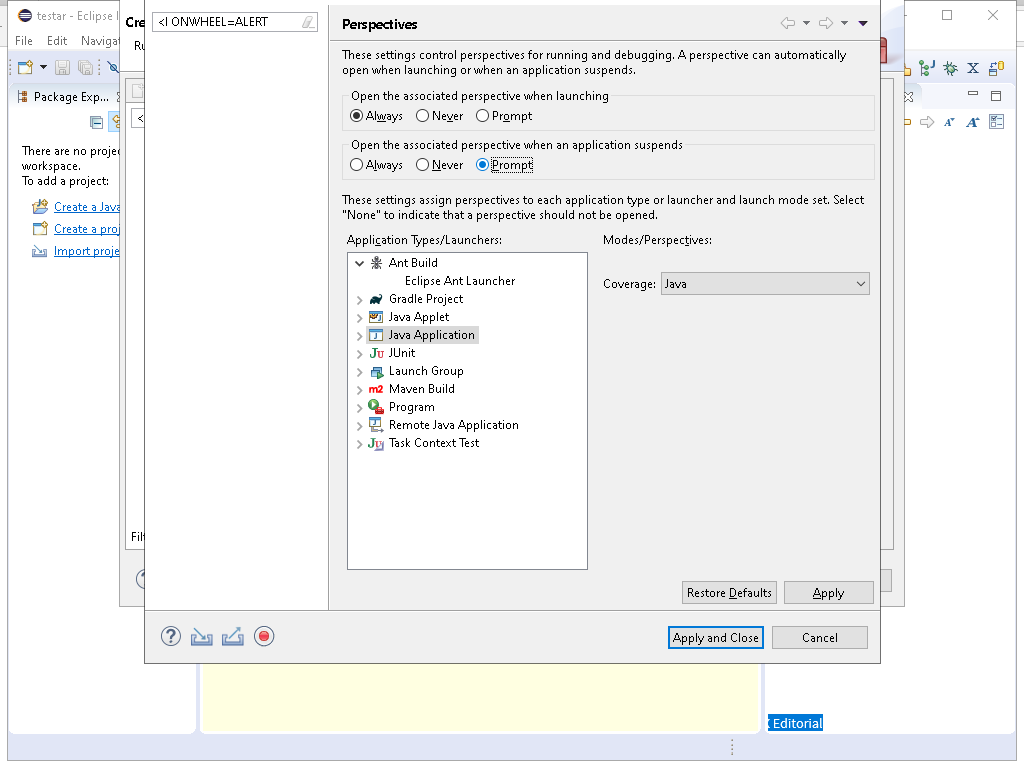 testar - Eclipse I
File Edit Navigat
Package Exp...
There are no projec
workspace.
To add a project:
Create a Java
Create a proj
Import proje
Cre
Ru
<
Filt
<I ONWHEEL=ALERT
Perspectives
These settings control perspectives for running and debugging. A perspective can automatically
open when launching or when an application suspends.
Open the associated perspective when launching
Always Never Prompt
Open the associated perspective when an application suspends
Always Never Prompt
These settings assign perspectives to each application type or launcher and launch mode set. Select
"None" to indicate that a perspective should not be opened.
Application Types/Launchers:
Modes/Perspectives:
Ant Build
Eclipse Ant Launcher
Gradle Project
Java Applet
Java Application
JUnit
Launch Group
Maven Build
Program
Remote Java Application
Task Context Test
Coverage: Java
Restore Defaults Apply
Apply and Close Cancel
Editorial